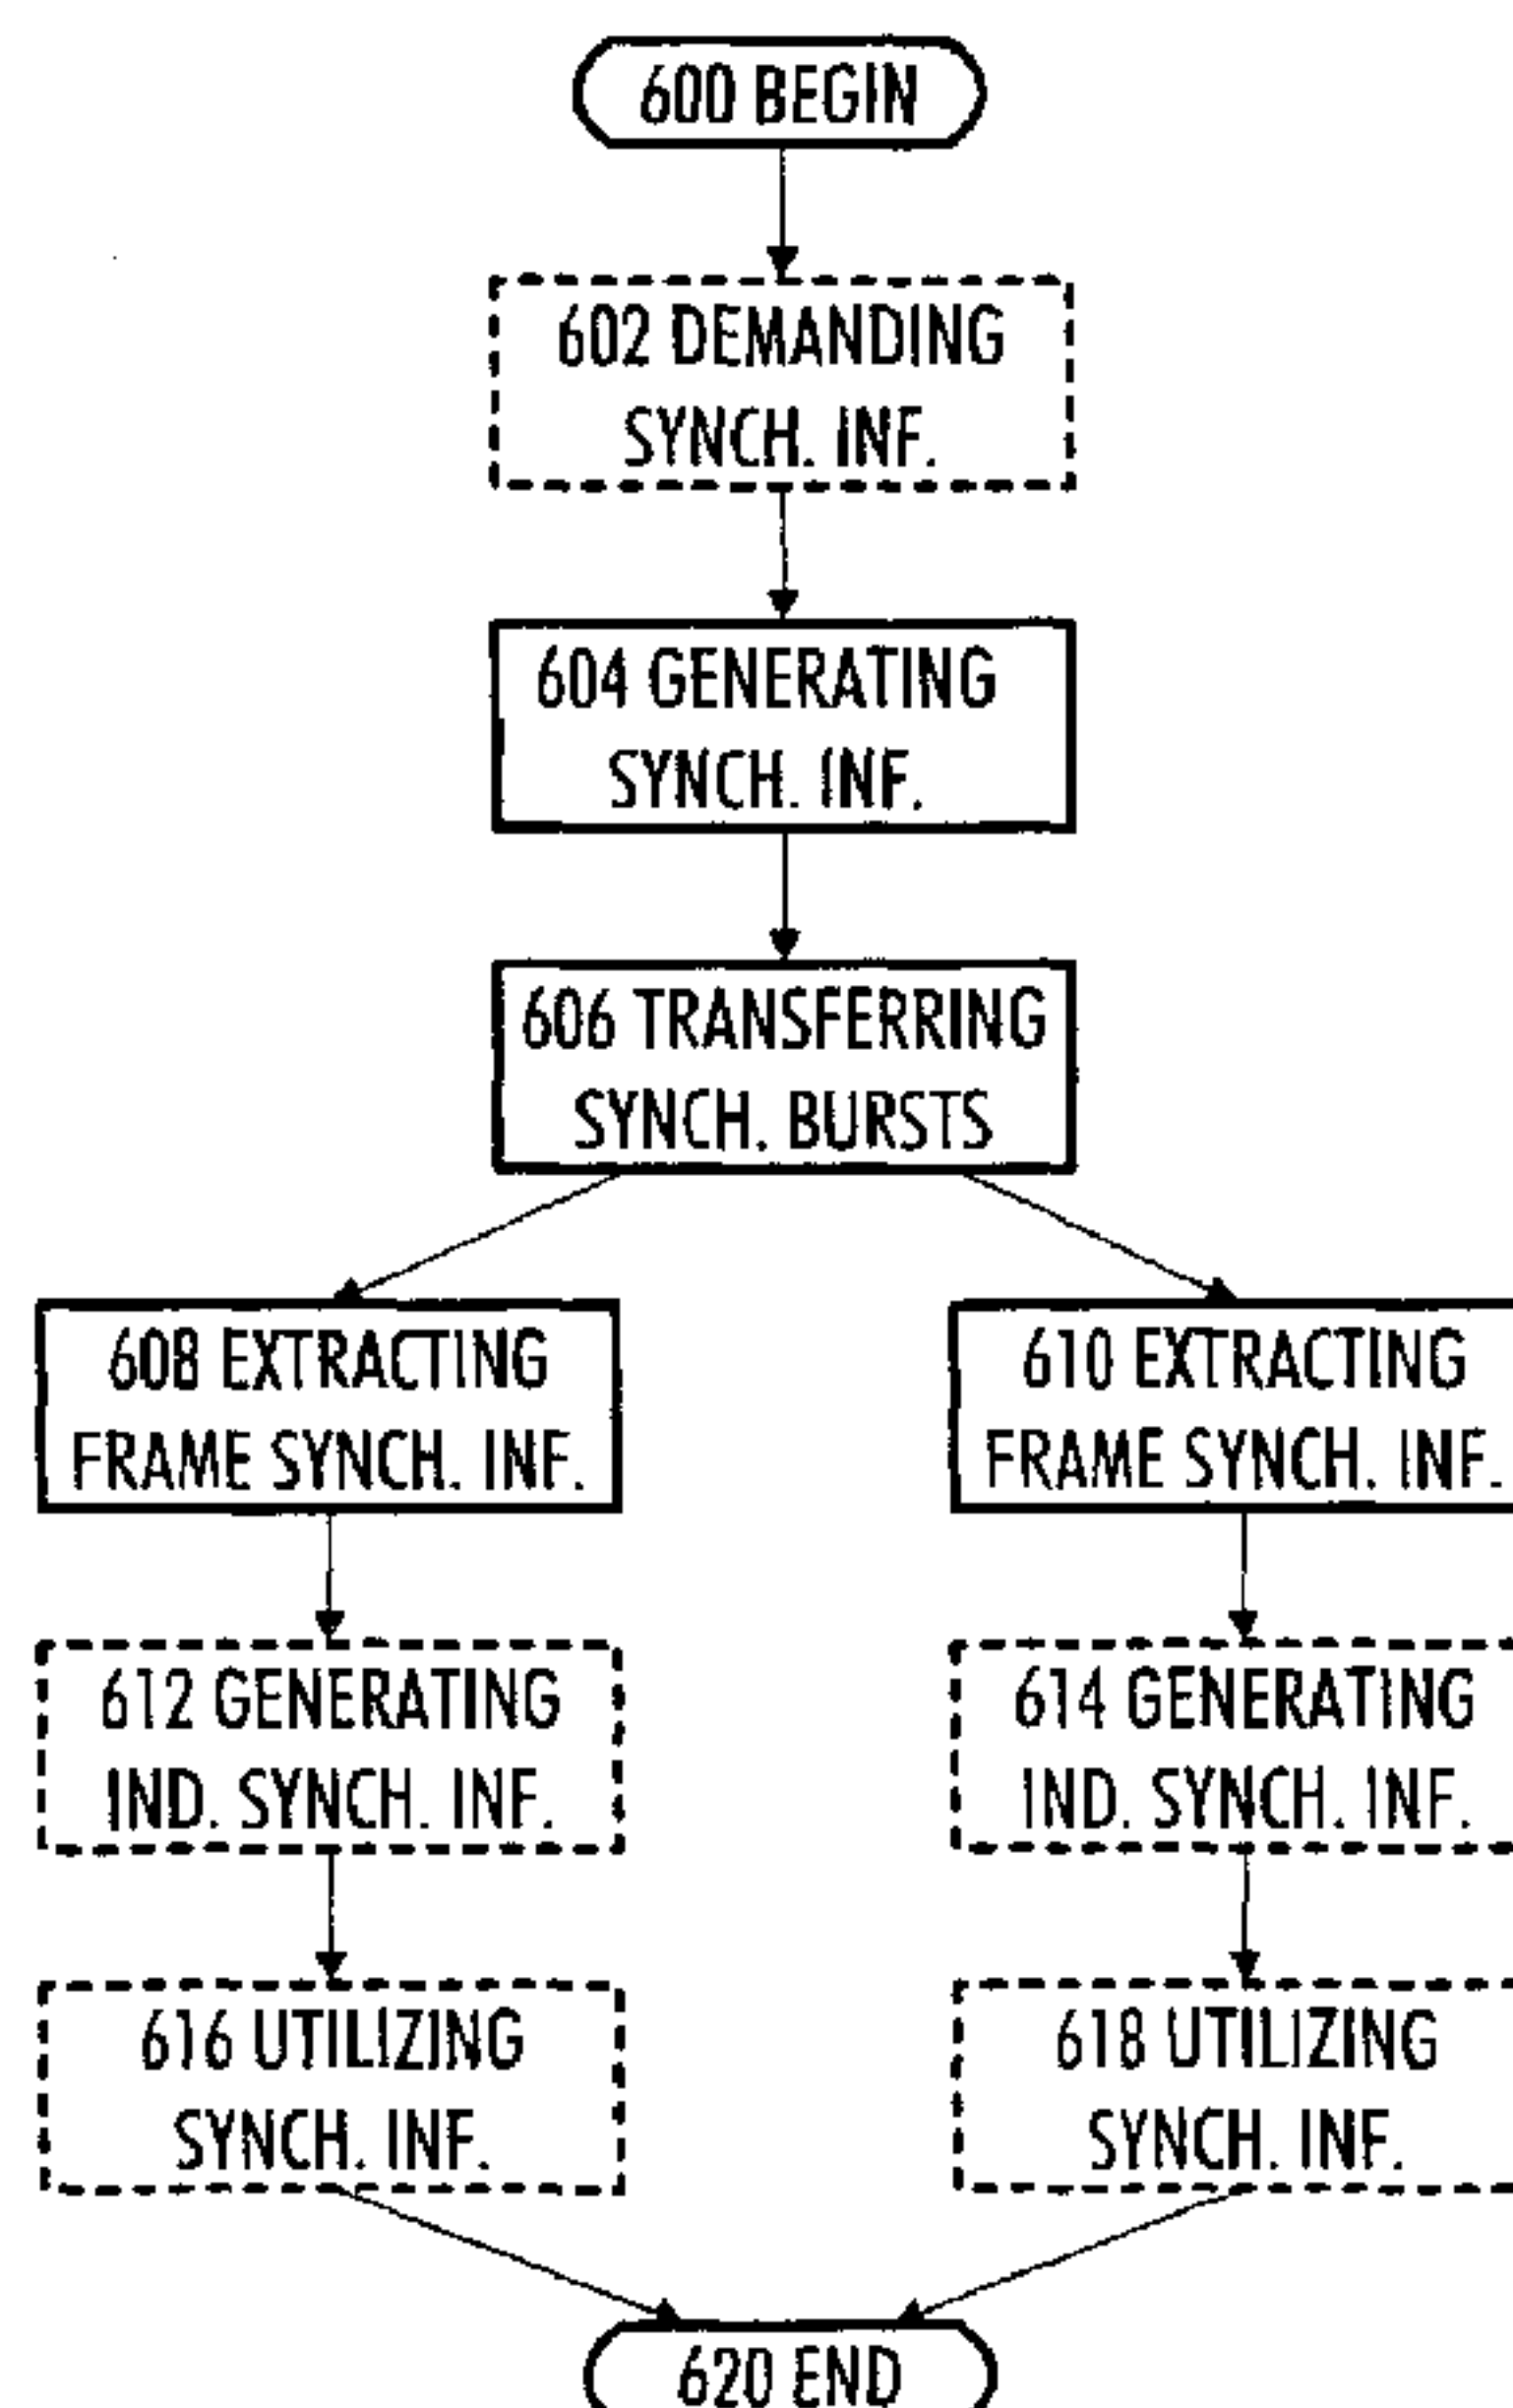 600 BEGIN
602 DEMANDING
SYNCH. INF.
604 GENERATING
SYNCH. INF.
606 TRANSFERRING
SYNCH. BURSTS
608 EXTRACTING
FRAME SYNCH. INF.
610 EXTRACTING
FRAME SYNCH. INF.
612 GENERATING
IND. SYNCH. INF.
614 GENERATING
IND. SYNCH. INF.
616 UTILIZING
SYNCH. INF.
618 UTILIZING
SYNCH. INF.
620 END